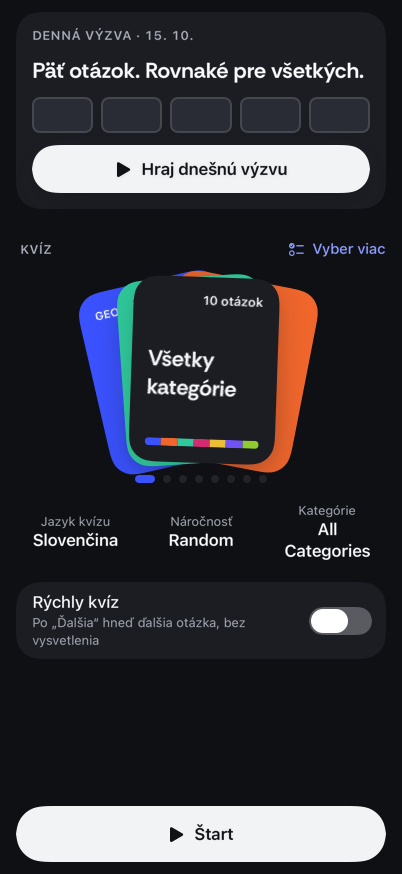 DENNÁ VÝZVA · 15. 10.
Päť otázok. Rovnaké pre všetkých.
Hraj dnešnú výzvu
KVÍZ
Vyber viac
GEO
10 otázok
Všetky
kategórie
Jazyk kvízu
Slovenčina
Náročnosť
Random
Kategórie
All
Categories
Rýchly kvíz
Po „Ďalšia“ hneď ďalšia otázka, bez
vysvetlenia
Štart